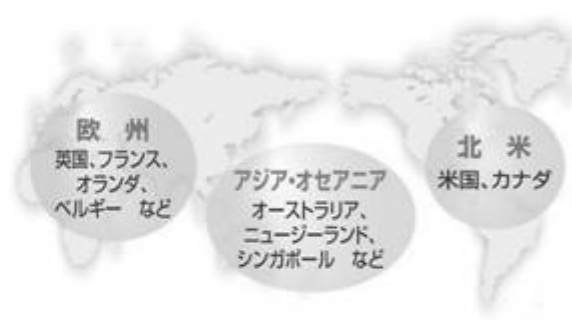 欧 州
英国、フランス、
オランダ、
ベルギー など
アジア・オセアニア
オーストラリア、
ニュージーランド、
シンガポール など
北 米
米国、カナダ